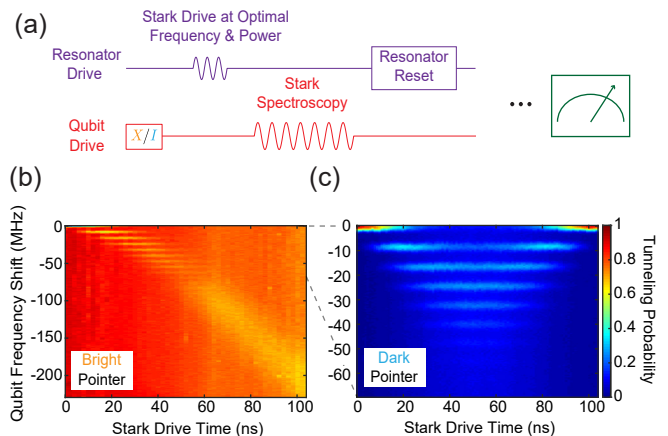 (a)
Stark Drive at Optimal
Frequency & Power
Resonator
Drive
Resonator
Reset
Stark
Spectroscopy
Qubit
Drive
X/I
...
(b)
(c)
Qubit Frequency Shift (MHz)
0
-50
-100
-150
-200
Bright
Pointer
0 20 40 60 80 100
Stark Drive Time (ns)
0
-10
-20
-30
-40
-50
-60
Dark
Pointer
0 20 40 60 80 100
Stark Drive Time (ns)
1
0.8
0.6
0.4
0.2
0
Tunneling Probability